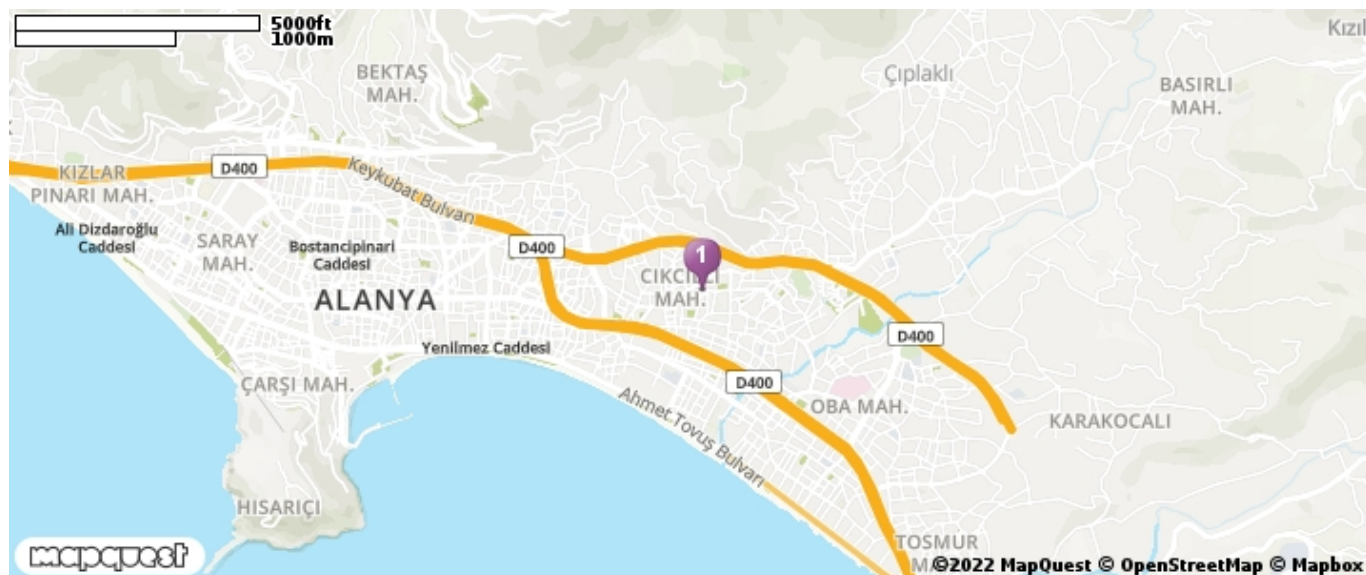 5000ft
1000m
BEKTAŞ
MAH.
Çıplaklı
Kızıl
BASIRLI
MAH.
D400
KIZLAR
PINARI MAH.
Keykubat Bulvarı
Ali Dizdaroğlu
Caddesi
SARAY
MAH.
Bostancipinari
Caddesi
D400
1
MAH.
ALANYA
D400
Yenilmez Caddesi
ÇARŞI MAH.
D400
Ahmet Tovuş Bulvarı
OBA MAH.
KARAKOCALI
HISARIÇI
TOSMUR
mapquest
©2022 MapQuest © OpenStreetMap © Mapbox